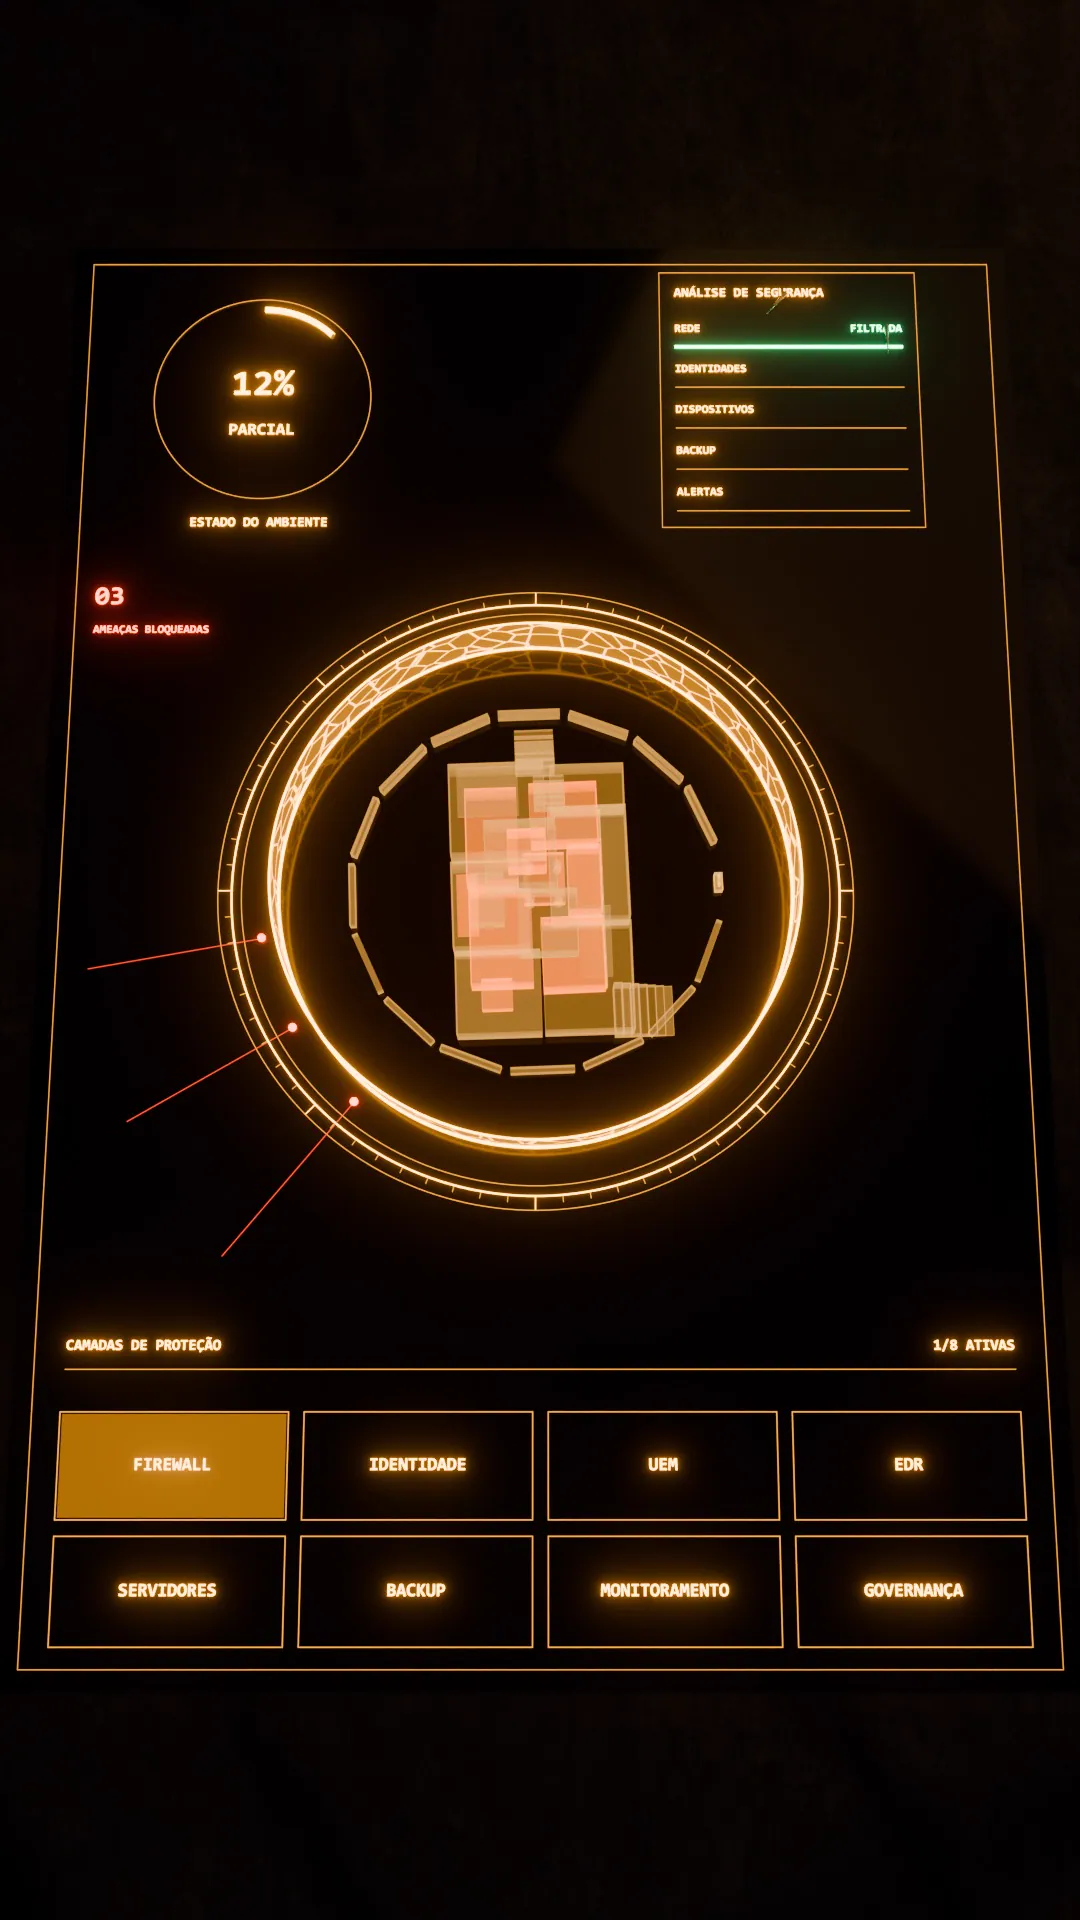 ANÁLISE DE SEGURANÇA
REDE FILTRADA
IDENTIDADES
DISPOSITIVOS
BACKUP
ALERTAS
12%
PARCIAL
ESTADO DO AMBIENTE
03
AMEAÇAS BLOQUEADAS
CAMADAS DE PROTEÇÃO 1/8 ATIVAS
FIREWALL IDENTIDADE UEM EDR
SERVIDORES BACKUP MONITORAMENTO GOVERNANÇA